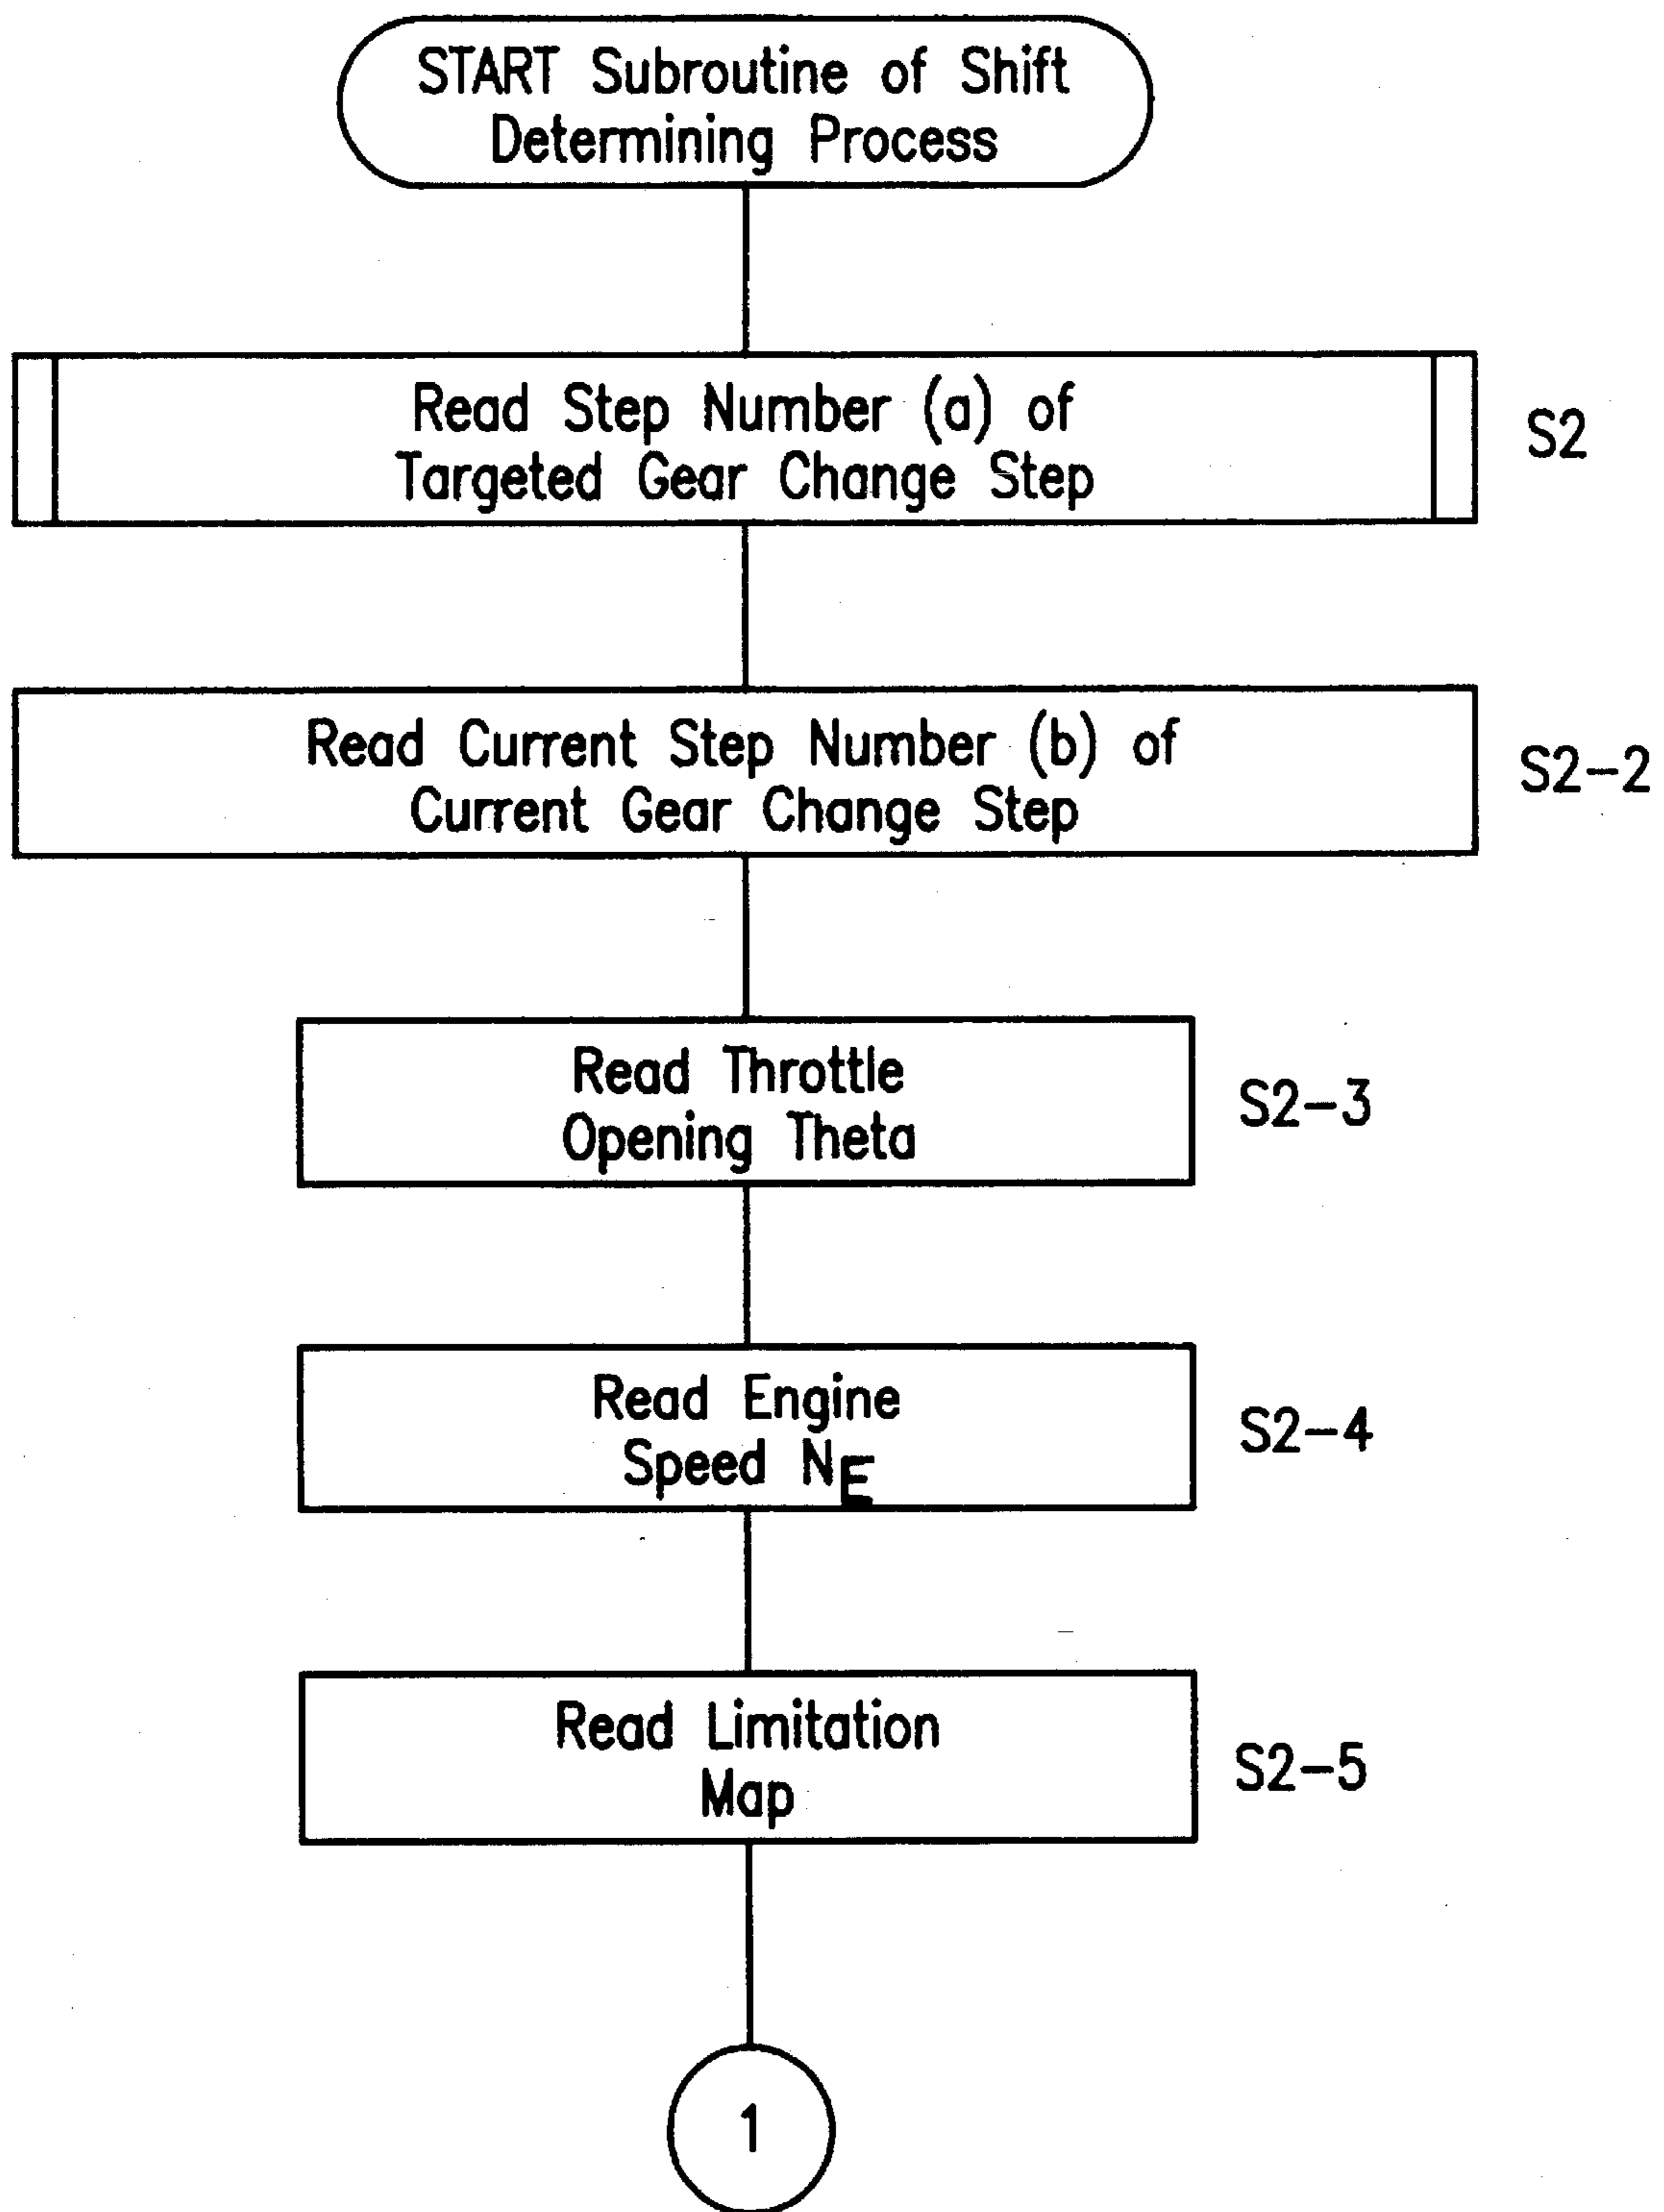 START Subroutine of Shift
Determining Process
Read Step Number (a) of
Targeted Gear Change Step
S2
Read Current Step Number (b) of
Current Gear Change Step
S2-2
Read Throttle
Opening Theta
S2-3
Read Engine
Speed NE
S2-4
Read Limitation
Map
S2-5
1